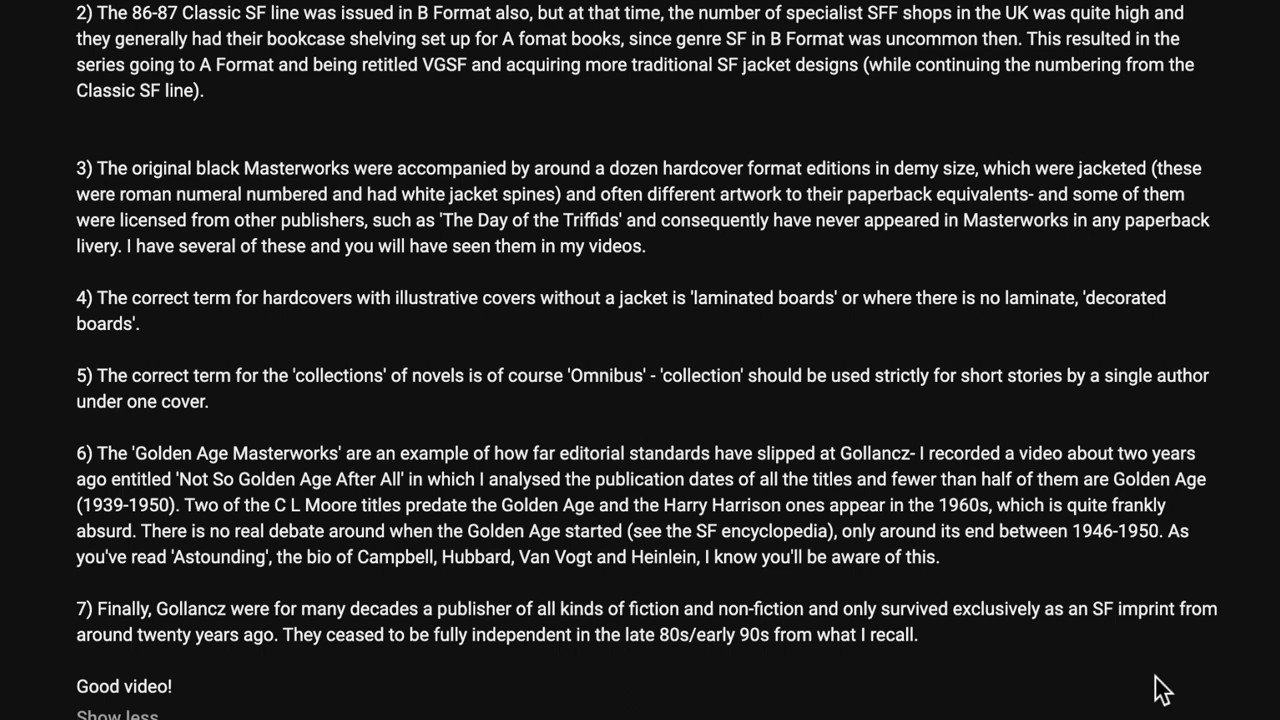 2) The 86-87 Classic SF line was issued in B Format also, but at that time, the number of specialist SFF shops in the UK was quite high and
they generally had their bookcase shelving set up for A fomat books, since genre SF in B Format was uncommon then. This resulted in the
series going to A Format and being retitled VGSF and acquiring more traditional SF jacket designs (while continuing the numbering from the
Classic SF line).
3) The original black Masterworks were accompanied by around a dozen hardcover format editions in demy size, which were jacketed (these
were roman numeral numbered and had white jacket spines) and often different artwork to their paperback equivalents- and some of them
were licensed from other publishers, such as 'The Day of the Triffids' and consequently have never appeared in Masterworks in any paperback
livery. I have several of these and you will have seen them in my videos.
4) The correct term for hardcovers with illustrative covers without a jacket is 'laminated boards' or where there is no laminate, 'decorated
boards'.
5) The correct term for the 'collections' of novels is of course 'Omnibus' - 'collection' should be used strictly for short stories by a single author
under one cover.
6) The 'Golden Age Masterworks' are an example of how far editorial standards have slipped at Gollancz- I recorded a video about two years
ago entitled 'Not So Golden Age After All' in which I analysed the publication dates of all the titles and fewer than half of them are Golden Age
(1939-1950). Two of the C L Moore titles predate the Golden Age and the Harry Harrison ones appear in the 1960s, which is quite frankly
absurd. There is no real debate around when the Golden Age started (see the SF encyclopedia), only around its end between 1946-1950. As
you've read 'Astounding', the bio of Campbell, Hubbard, Van Vogt and Heinlein, I know you'll be aware of this.
7) Finally, Gollancz were for many decades a publisher of all kinds of fiction and non-fiction and only survived exclusively as an SF imprint from
around twenty years ago. They ceased to be fully independent in the late 80s/early 90s from what I recall.
Good video!
Show less